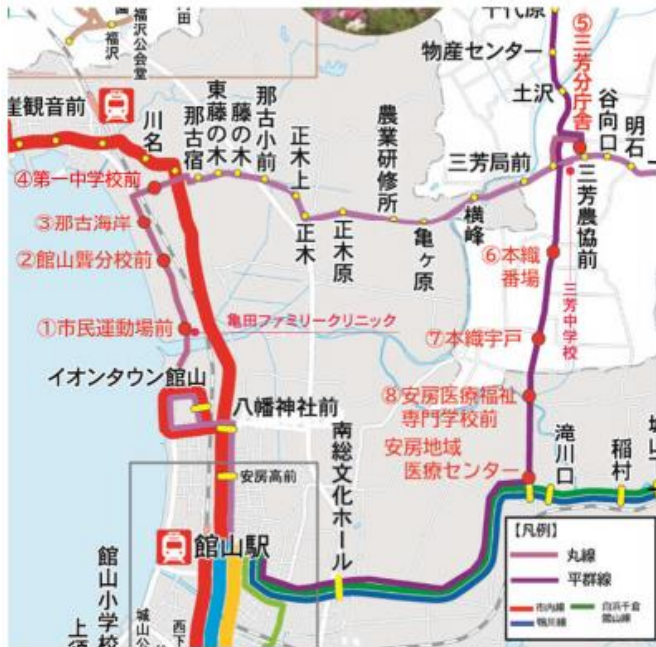 福沢公会堂
福沢
崖観音前
川名
那古宿
東藤の木
藤の木
那古小前
正木上
正木
正木原
農業研修所
亀ヶ原
横峰
三芳局前
千代原
物産センター
土沢
⑤三芳分庁舎
谷向口
明石
三芳農協前
三芳中学校
④第一中学校前
③那古海岸
②館山聾分校前
①市民運動場前
亀田ファミリークリニック
イオンタウン館山
八幡神社前
安房高前
館山駅
南総文化ホール
⑥本織
番場
⑦本織宇戸
⑧安房医療福祉
専門学校前
安房地域
医療センター
滝川口
稲村
館山小学校
城山公
西下
【凡例】
丸線
平群線
市内線
鴨川線
白浜千倉
館山線